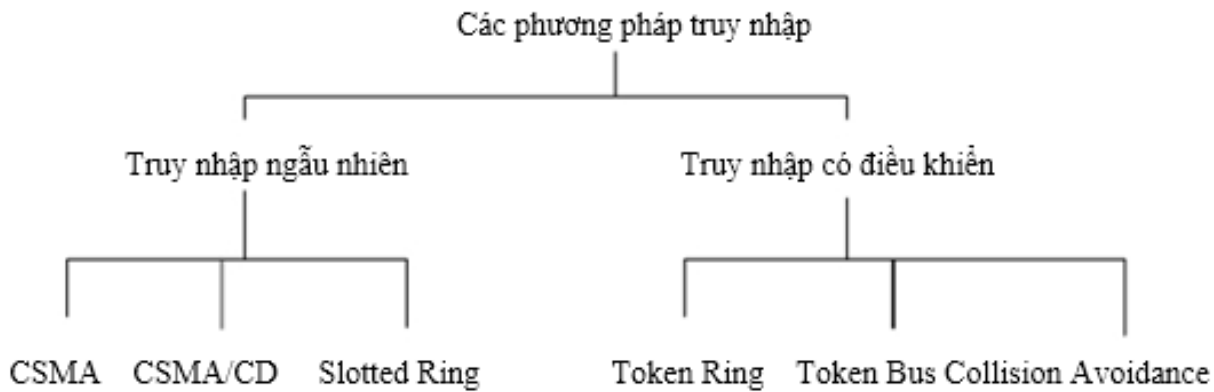 Các phương pháp truy nhập
Truy nhập ngẫu nhiên
Truy nhập có điều khiển
CSMA
CSMA/CD
Slotted Ring
Token Ring
Token Bus
Collision Avoidance